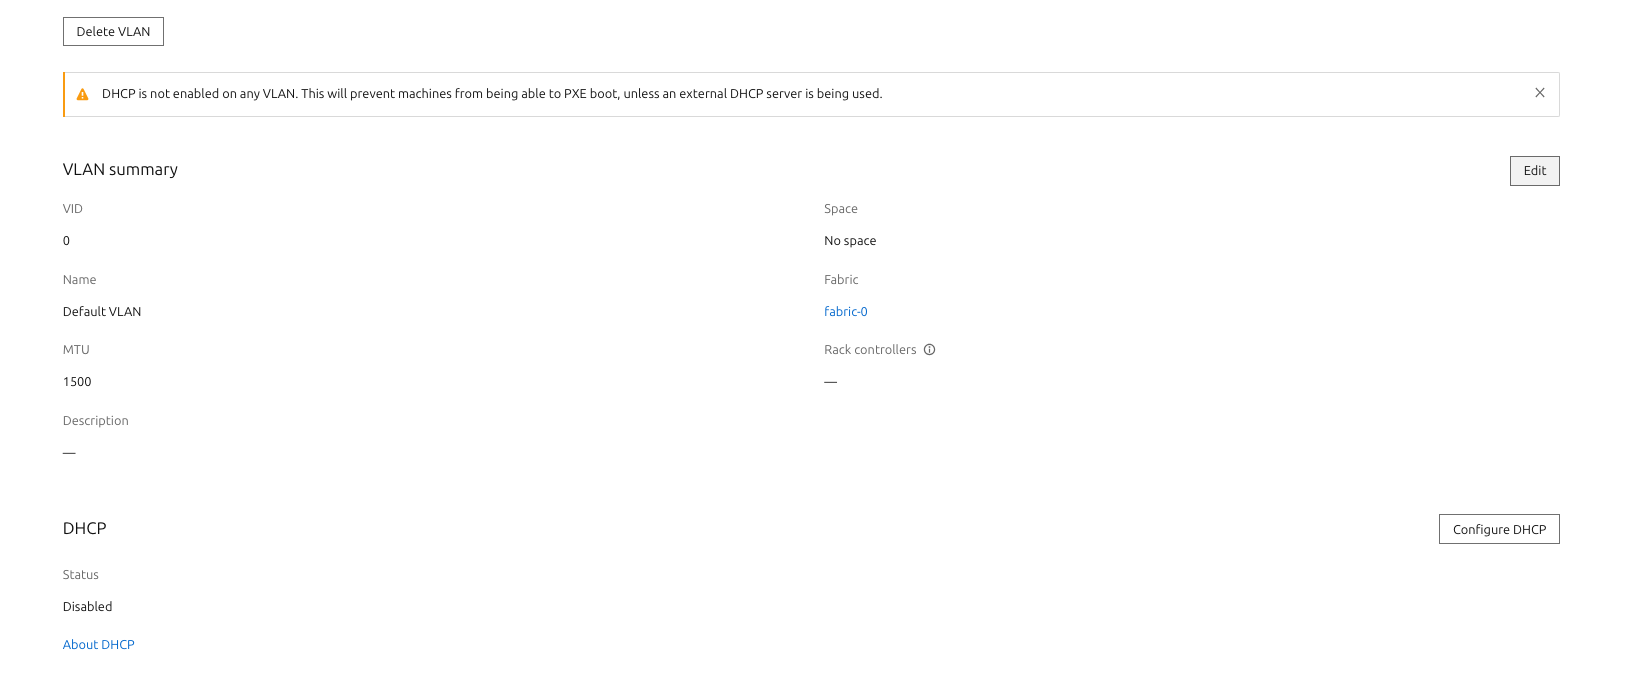 Delete VLAN
DHCP is not enabled on any VLAN. This will prevent machines from being able to PXE boot, unless an external DHCP server is being used.
VLAN summary
Edit
VID
Space
0
No space
Name
Fabric
Default VLAN
fabric-0
MTU
Rack controllers
1500
—
Description
—
DHCP
Configure DHCP
Status
Disabled
About DHCP